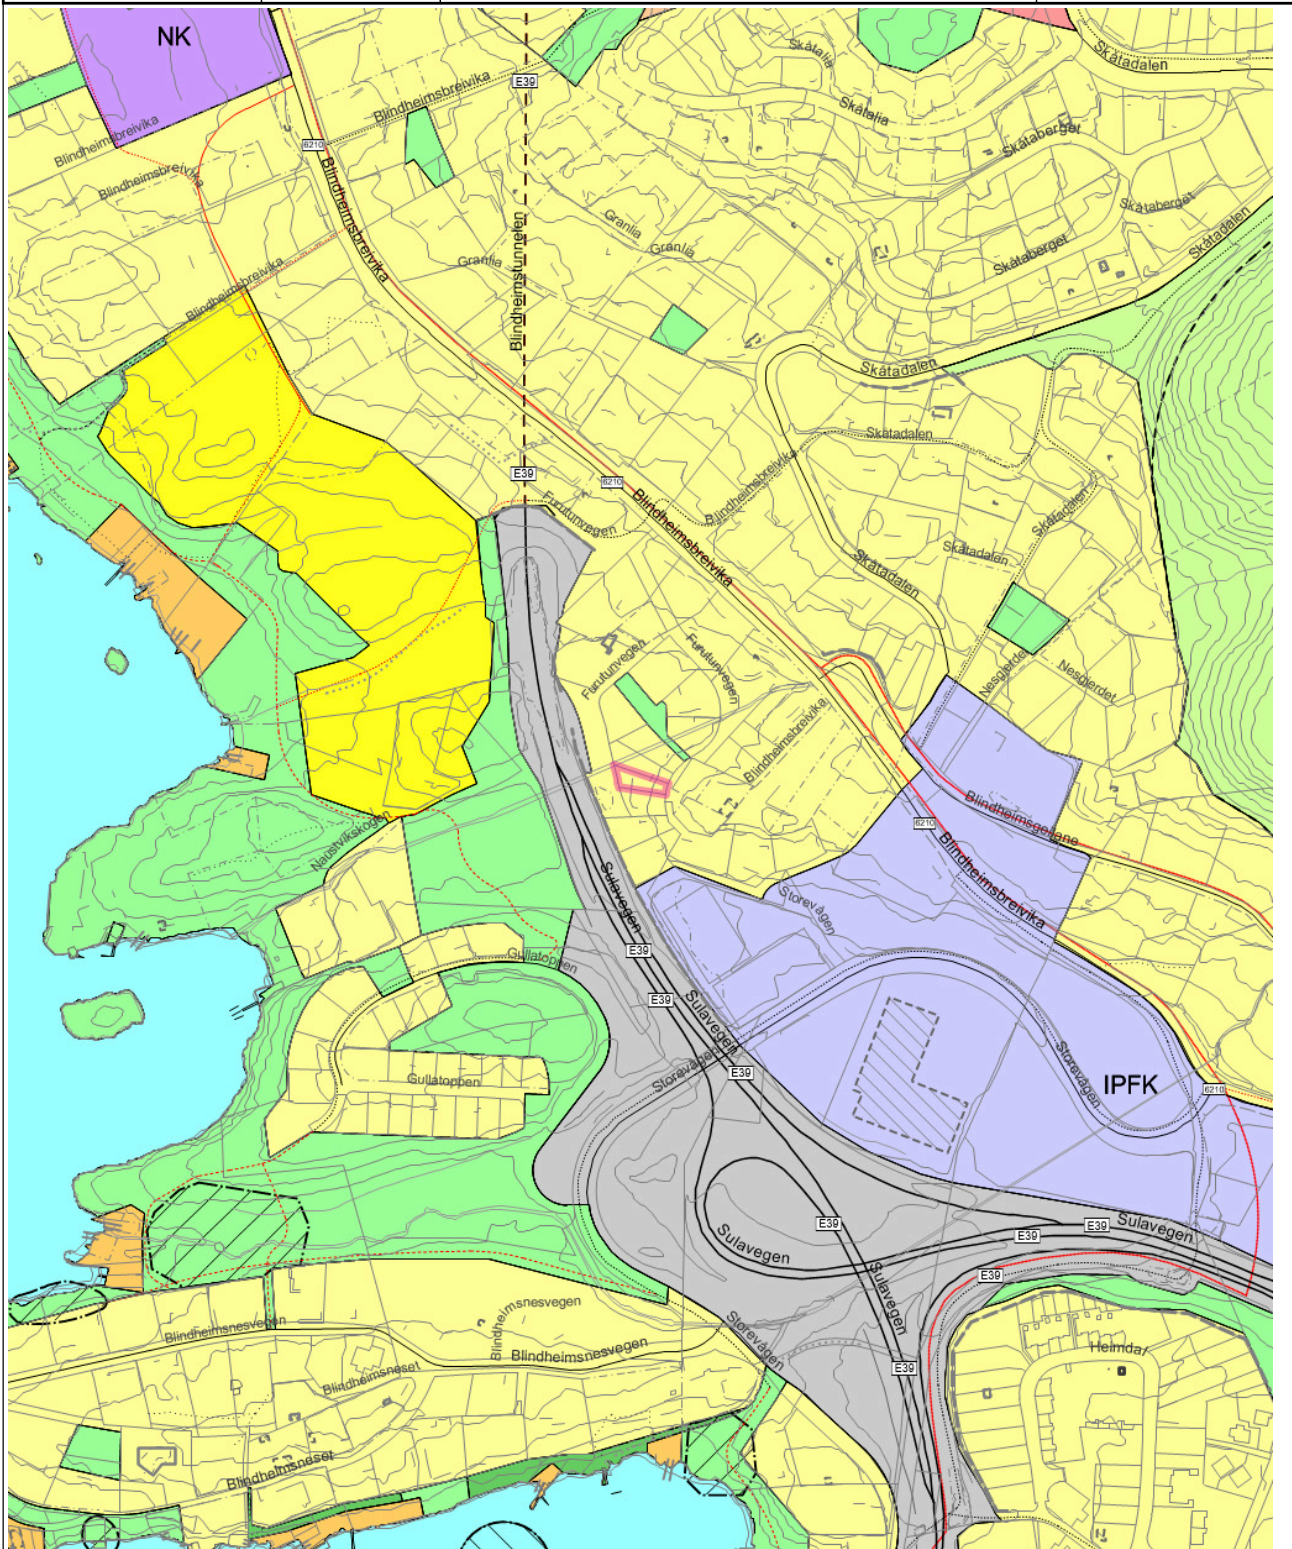 NK
Skåtalia
Skåtadalen
E39
Blindheimsbreivika
Skåtalia
Blindheimsbreivika
6210
Skåtaberget
Blindheimsbreivika
Blindheimsbreivika
Skåtaberget
Granlia
Granlia
Skåtadalen
Skåtaberget
Granlia
Blindheimsbreivika
Blindheimstunnelen
Skåtadalen
Skåtadalen
E39
6210
Blindheimsbreivika
Blindheimsbreivika
Furutunvegen
Skåtadalen
Skåtadalen
Skåtadalen
Furutunvegen
Furutunvegen
Nesgjerdet
Nesgjerdet
Blindheimsbreivika
Blindheimsgeilane
6210
Naustvikskogen
Blindheimsbreivika
Sulavegen
Storevågen
E39
Gullatoppen
E39
Sulavegen
Storevågen
E39
Storevågen
Gullatoppen
IPFK
6210
E39
Sulavegen
E39
E39
Sulavegen
E39
Sulavegen
Blindheimsnesvegen
Blindheimsnesvegen
Blindheimsnesvegen
Storevågen
Heimdal
E39
Blindheimsneset
Blindheimsneset